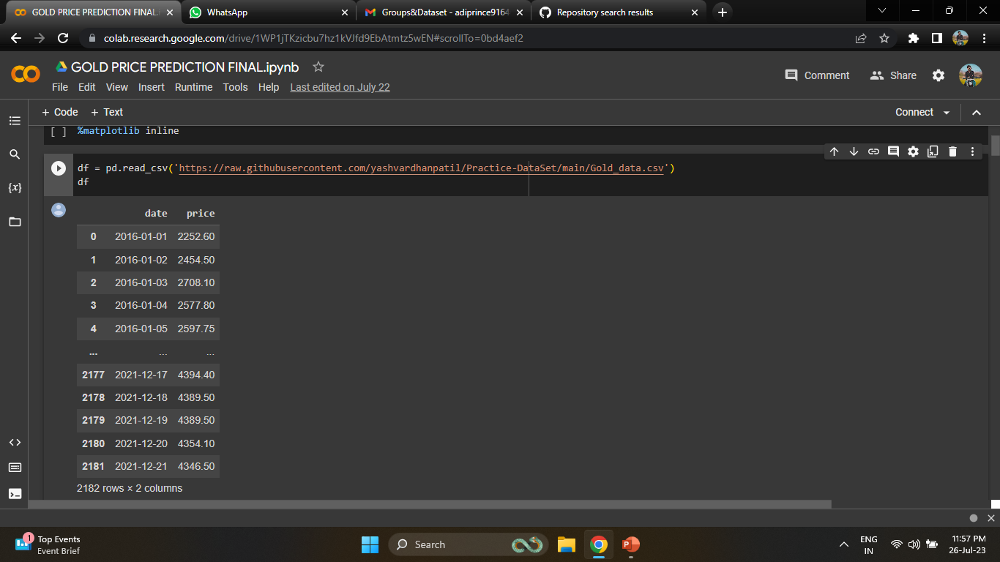 GOLD PRICE PREDICTION FINAL.
WhatsApp
Groups&Dataset - adiprince9164
Repository search results
colab.research.google.com/drive/1WP1jTKzicbu7hz1kVJfd9EbAtmtz5wEN#scrollTo=0bd4aef2
GOLD PRICE PREDICTION FINAL.ipynb
Comment
Share
File Edit View Insert Runtime Tools Help Last edited on July 22
+ Code + Text
Connect
[ ] %matplotlib inline
{x}
df = pd.read_csv('https://raw.githubusercontent.com/yashvardhanpatil/Practice-DataSet/main/Gold_data.csv')
df
date price
0 2016-01-01 2252.60
1 2016-01-02 2454.50
2 2016-01-03 2708.10
3 2016-01-04 2577.80
4 2016-01-05 2597.75
... ... ...
2177 2021-12-17 4394.40
2178 2021-12-18 4389.50
2179 2021-12-19 4389.50
2180 2021-12-20 4354.10
2181 2021-12-21 4346.50
2182 rows × 2 columns
1
Top Events
Event Brief
Search
ENG
IN
11:57 PM
26-Jul-23